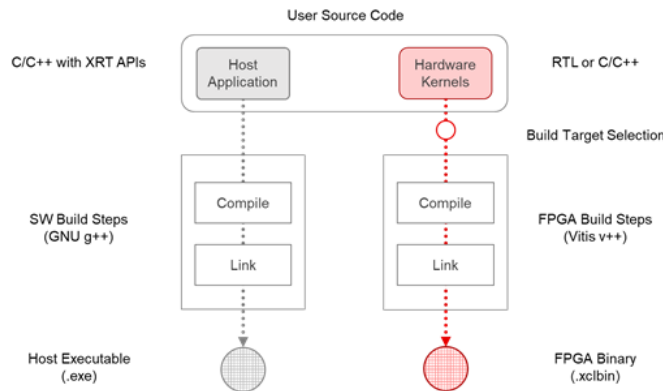 User Source Code
C/C++ with XRT APIs
Host
Application
Hardware
Kernels
RTL or C/C++
Build Target Selection
SW Build Steps
(GNU g++)
Compile
Link
Compile
Link
FPGA Build Steps
(Vitis v++)
Host Executable
(.exe)
FPGA Binary
(.xclbin)